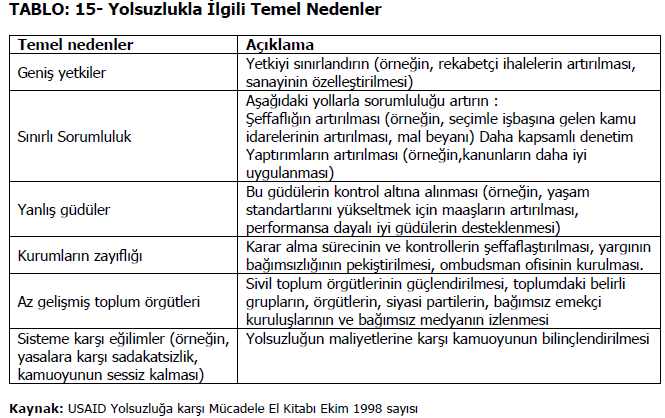 TABLO: 15- Yolsuzlukla İlgili Temel Nedenler
Temel nedenler Açıklama
Geniş yetkiler
Yetkiyi sınırlandırın (örneğin, rekabetçi ihalelerin artırılması,
sanayinin özelleştirilmesi)
Sınırlı Sorumluluk
Aşağıdaki yollarla sorumluluğu artırın :
Şeffaflığın artırılması (örneğin, seçimle işbaşına gelen kamu
idarelerinin artırılması, mal beyanı) Daha kapsamlı denetim
Yaptırımların artırılması (örneğin,kanunların daha iyi
uygulanması)
Yanlış güdüler
Bu güdülerin kontrol altına alınması (örneğin, yaşam
standartlarını yükseltmek için maaşların artırılması,
performansa dayalı iyi güdülerin desteklenmesi)
Kurumların zayıflığı
Karar alma sürecinin ve kontrollerin şeffaflaştırılması, yargının
bağımsızlığının pekiştirilmesi, ombudsman ofisinin kurulması.
Az gelişmiş toplum örgütleri
Sivil toplum örgütlerinin güçlendirilmesi, toplumdaki belirli
grupların, örgütlerin, siyasi partilerin, bağımsız emekçi
kuruluşlarının ve bağımsız medyanın izlenmesi
Sisteme karşı eğilimler (örneğin,
yasalara karşı sadakatsizlik,
kamuoyunun sessiz kalması)
Yolsuzluğun maliyetlerine karşı kamuoyunun bilinçlendirilmesi
Kaynak: USAID Yolsuzluğa karşı Mücadele El Kitabı Ekim 1998 sayısı